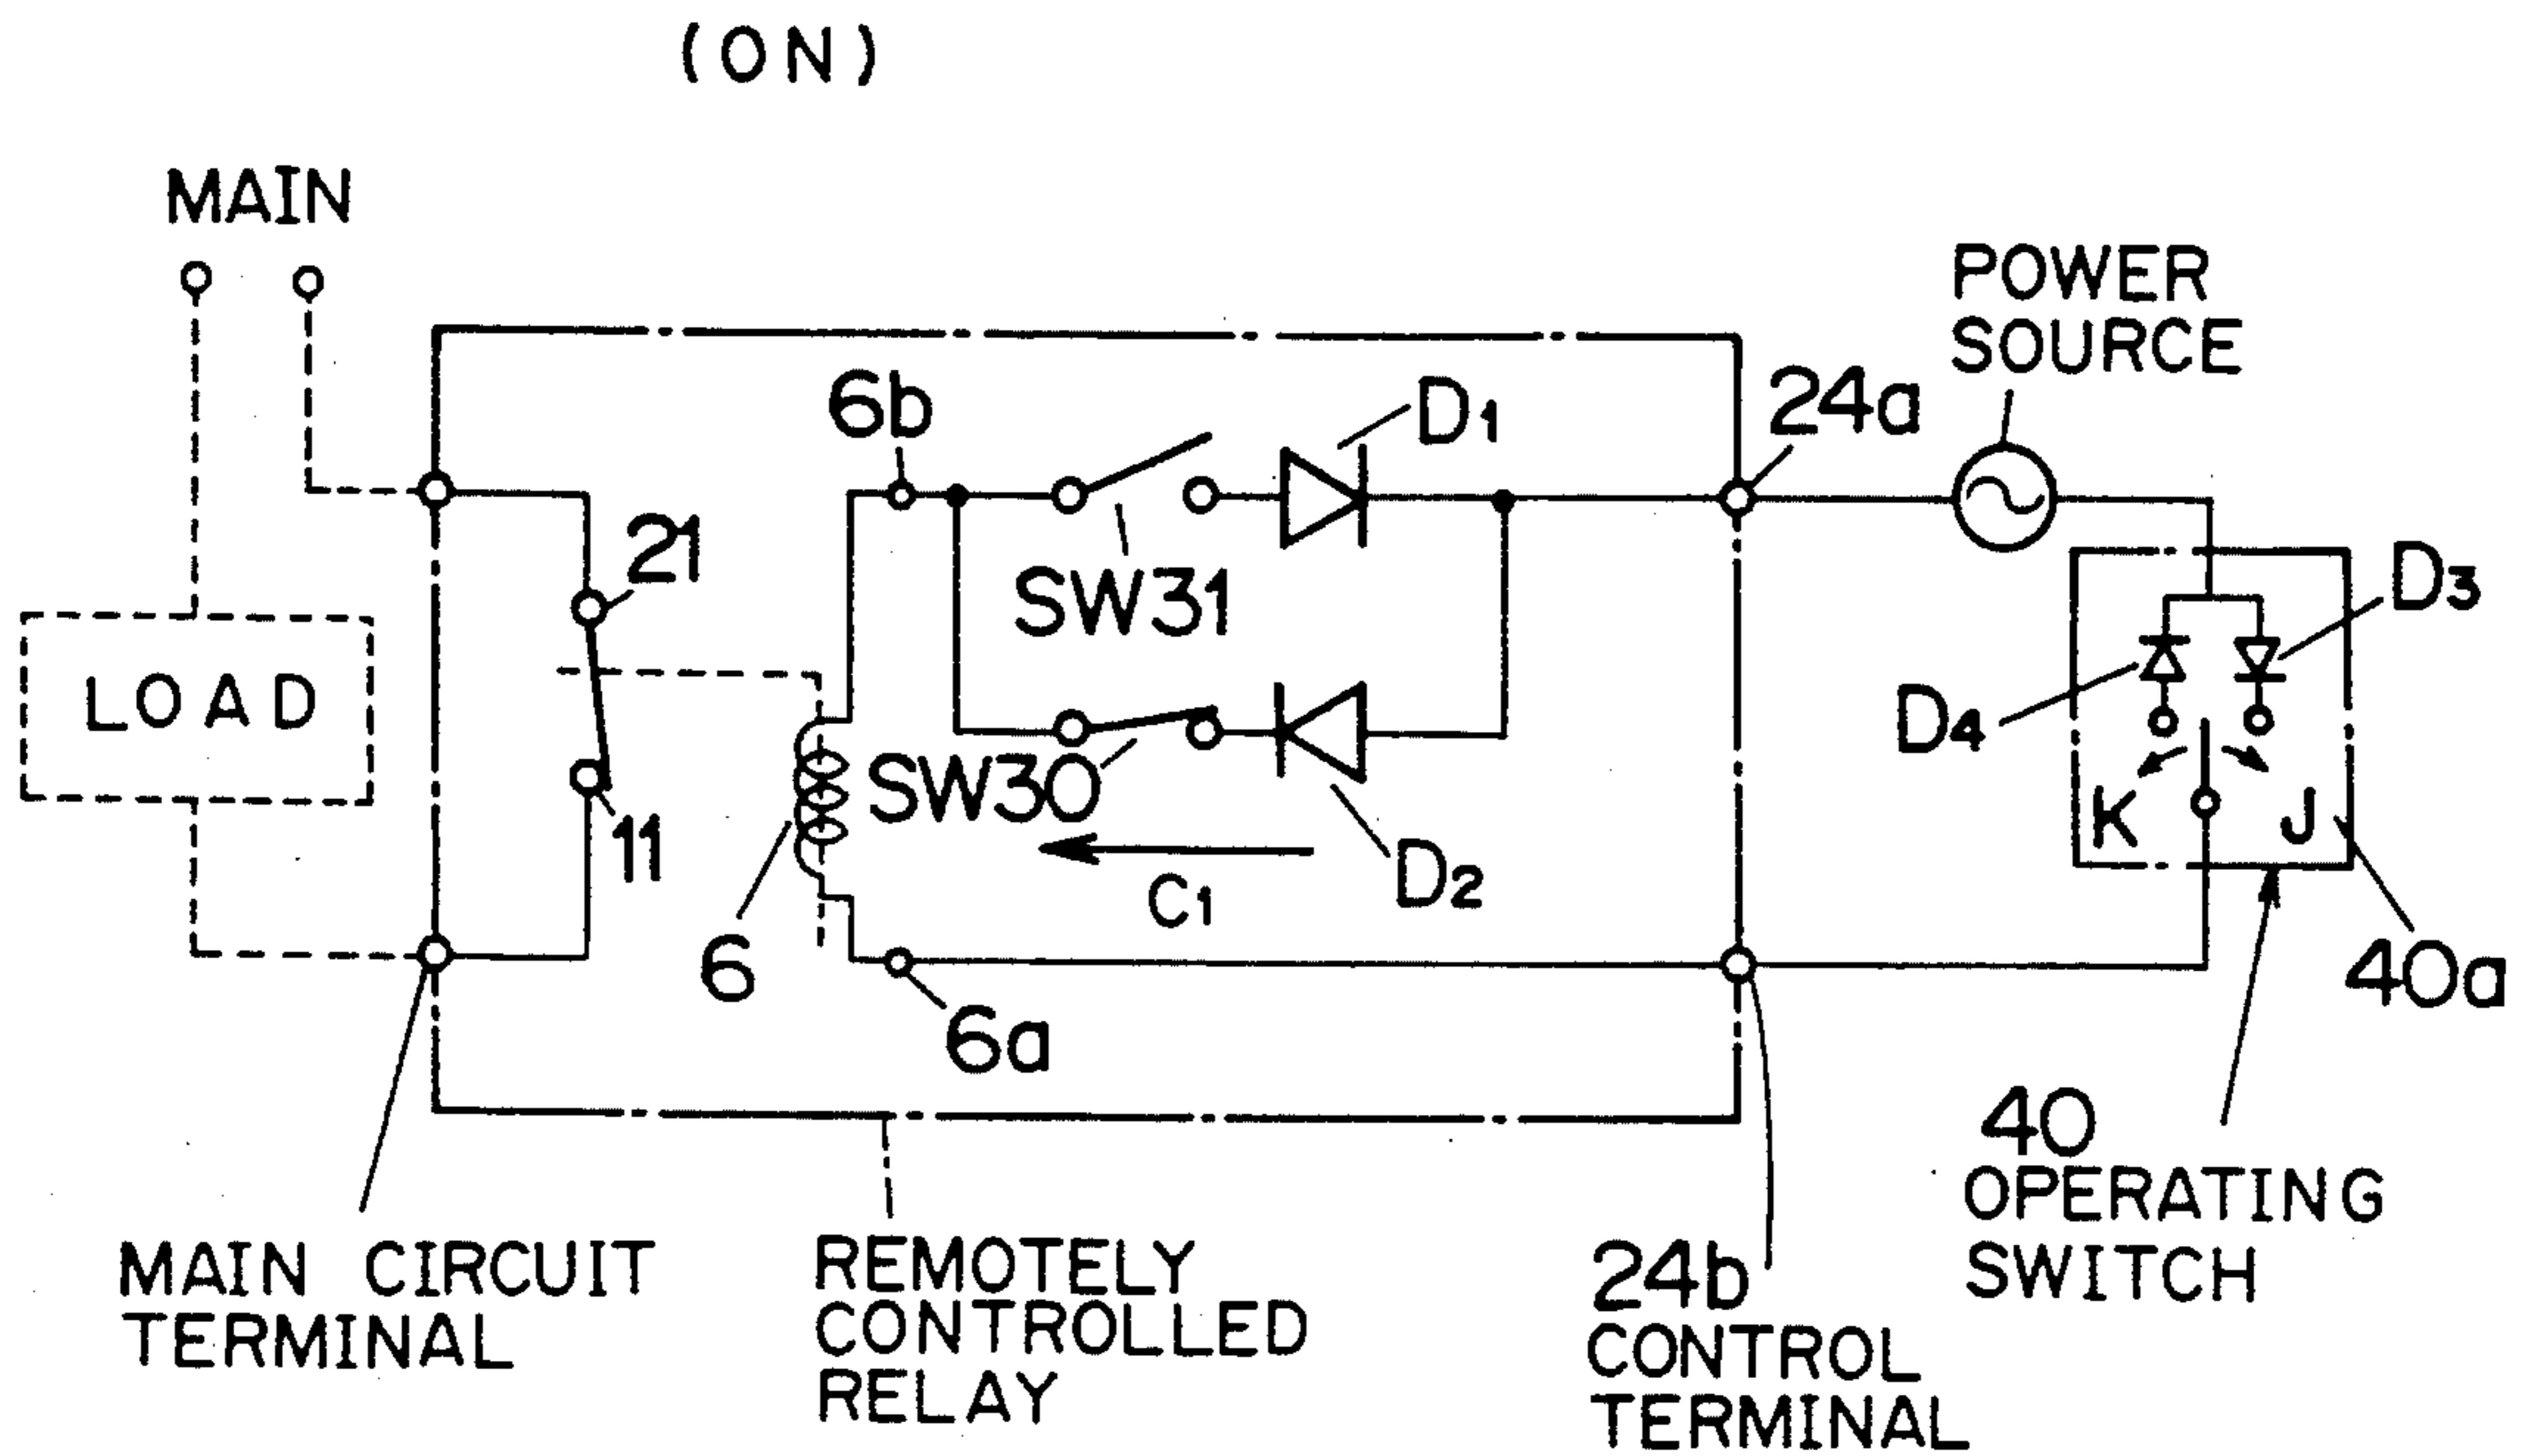 (ON)
MAIN
POWER
SOURCE
6b
D1
24a
21
SW31
D3
LOAD
D4
SW30
K
J
11
C1
D2
6
40a
6a
40
OPERATING
SWITCH
MAIN CIRCUIT
TERMINAL
REMOTELY
CONTROLLED
RELAY
24b
CONTROL
TERMINAL